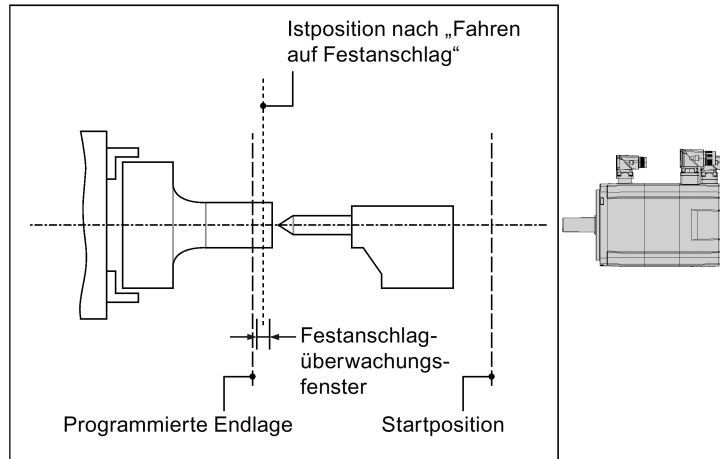 Istposition nach „Fahren
auf Festanschlag“
Festanschlag-
überwachungs-
fenster
Programmierte Endlage
Startposition